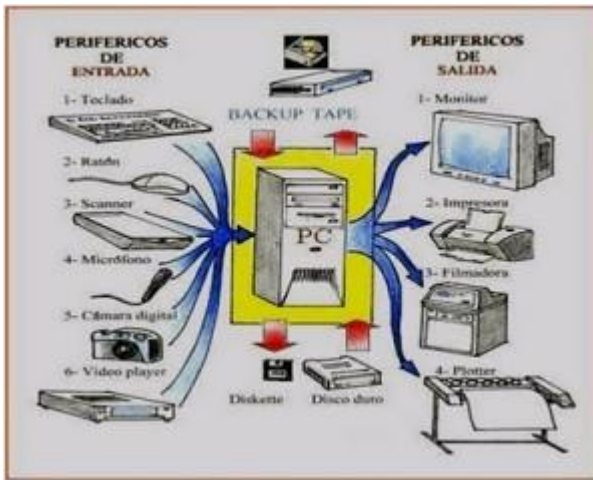 PERIFERICOS
DE
ENTRADA
1- Teclado
2- Ratón
3- Scanner
4- Micrófono
5- Cámara digital
6- Video player
BACKUP TAPE
PC
Diskette
Disco duro
PERIFERICOS
DE
SALIDA
1- Monitor
2- Impresora
3- Filmadora
4- Plotter